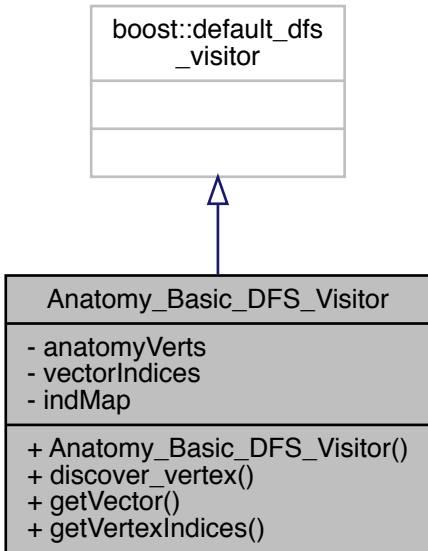 boost::default_dfs
_visitor
Anatomy_Basic_DFS_Visitor
- anatomyVerts
- vectorIndices
- indMap
+ Anatomy_Basic_DFS_Visitor()
+ discover_vertex()
+ getVector()
+ getVertexIndices()